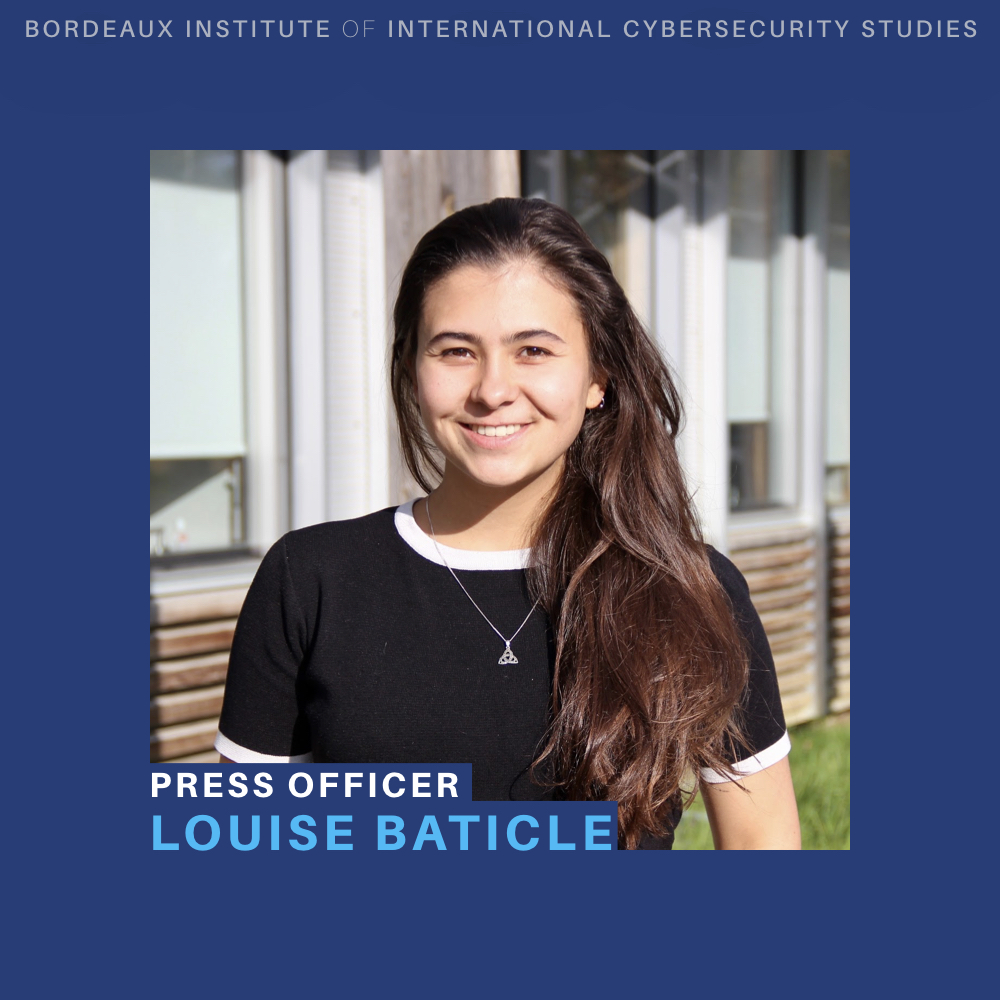 BORDEAUX INSTITUTE OF INTERNATIONAL CYBERSECURITY STUDIES
PRESS OFFICER
LOUISE BATICLE